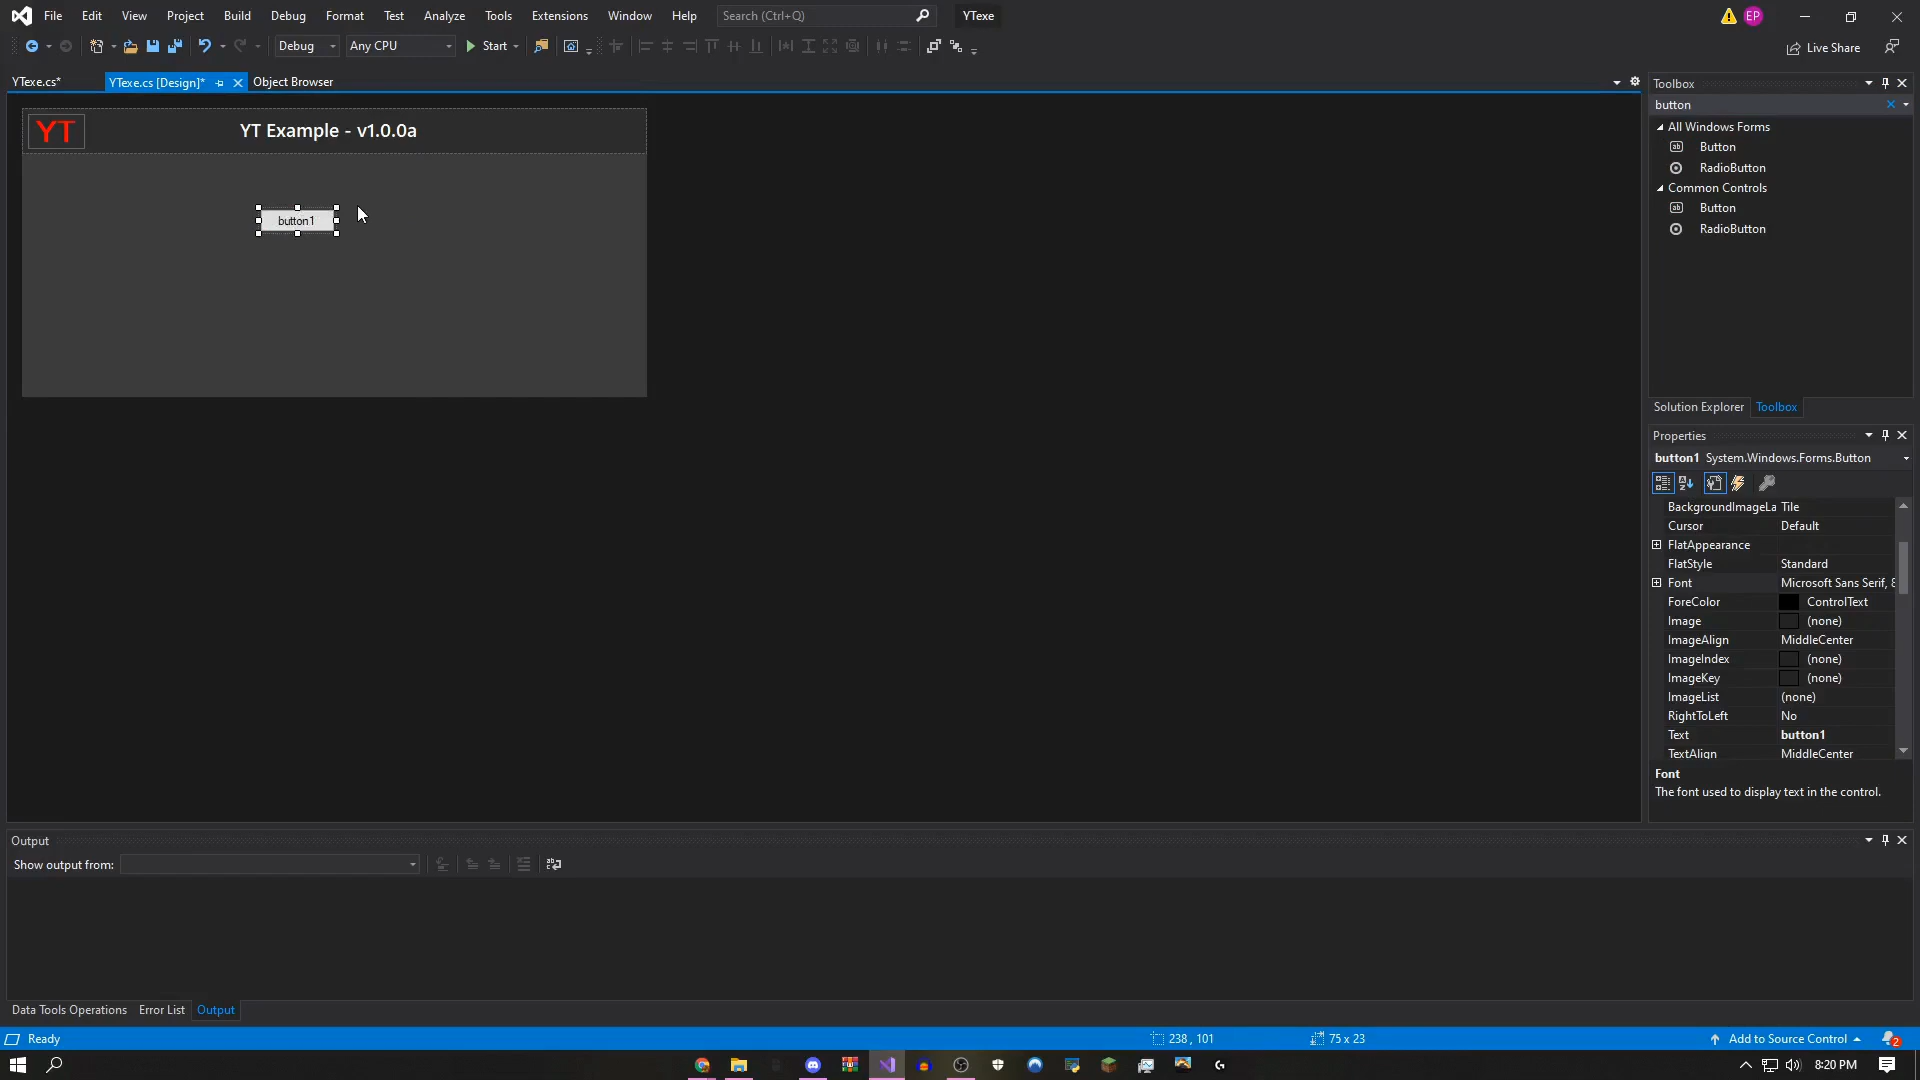 File Edit View Project Build Debug Format Test Analyze Tools Extensions Window Help Search (Ctrl+Q) YTexe EP
Debug Any CPU Start Live Share
YTexe.cs* YTexe.cs [Design]* Object Browser
YT YT Example - v1.0.0a
button1
Toolbox
button
All Windows Forms
Button
RadioButton
Common Controls
Button
RadioButton
Solution Explorer Toolbox
Properties
button1 System.Windows.Forms.Button
BackgroundImageLa Tile
Cursor Default
FlatAppearance
FlatStyle Standard
Font Microsoft Sans Serif, 8
ForeColor ControlText
Image (none)
ImageAlign MiddleCenter
ImageIndex (none)
ImageKey (none)
ImageList (none)
RightToLeft No
Text button1
TextAlign MiddleCenter
Font
The font used to display text in the control.
Output
Show output from:
Data Tools Operations Error List Output
Ready 238 , 101 75 x 23 Add to Source Control 2
8:20 PM